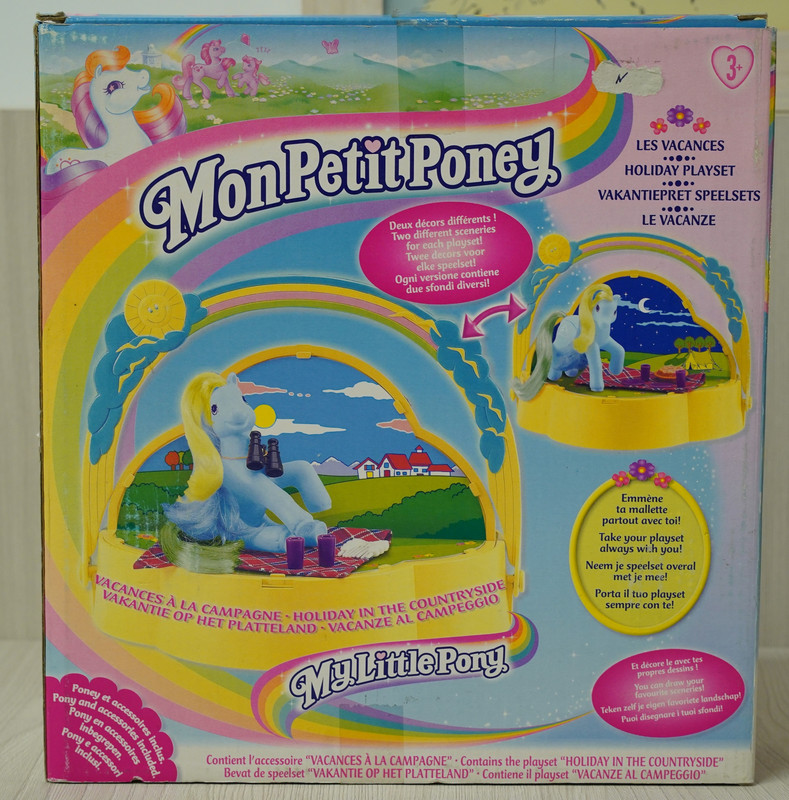 3+
N
Mon Petit Poney
LES VACANCES
HOLIDAY PLAYSET
VAKANTIEPRET SPEELSETS
LE VACANZE
Deux décors différents !
Two different sceneries
for each playset!
Twee decors voor
elke speelset!
Ogni versione contiene
due sfondi diversi!
Emmène
ta mallette
partout avec toi!
Take your playset
always with you!
Neem je speelset overal
met je mee!
Porta il tuo playset
sempre con te!
VACANCES À LA CAMPAGNE · HOLIDAY IN THE COUNTRYSIDE
VAKANTIE OP HET PLATTELAND · VACANZE AL CAMPEGGIO
My Little Pony
Et décore le avec tes
propres dessins !
You can draw your
favourite sceneries!
Teken zelf je eigen favoriete landschap!
Puoi disegnare i tuoi sfondi!
Poney et accessoires inclus.
Pony and accessories included.
Pony en accessoires
inbegrepen.
Pony e accessori
inclusi.
Contient l'accessoire "VACANCES À LA CAMPAGNE" · Contains the playset "HOLIDAY IN THE COUNTRYSIDE"
Bevat de speelset "VAKANTIE OP HET PLATTELAND" · Contiene il playset "VACANZE AL CAMPEGGIO"